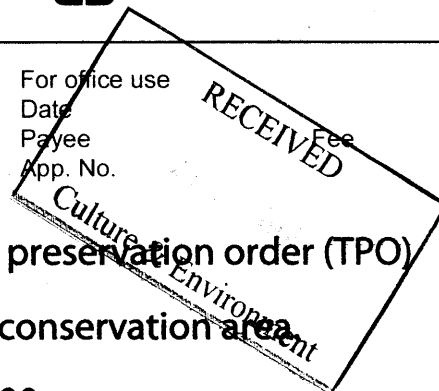 For office use
Date
Payee Fee
App. No.
RECEIVED
Culture & Environment
preservation order (TPO)
conservation area